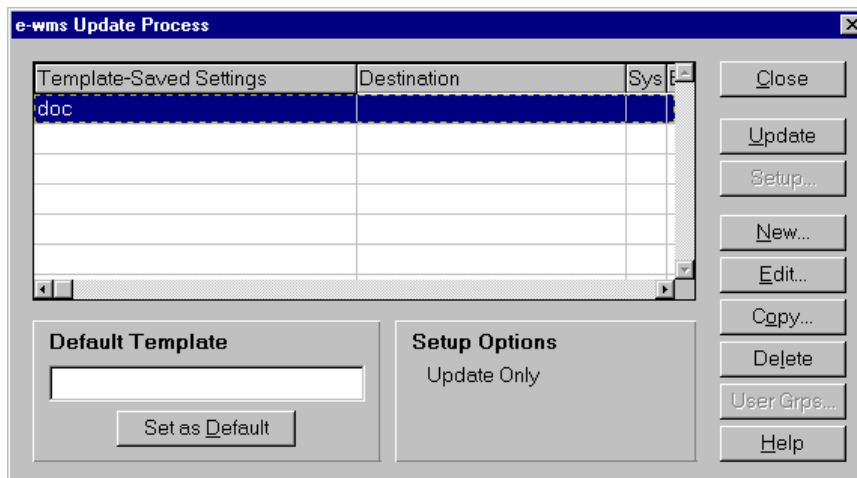 e-wms Update Process
Template-Saved Settings Destination Sys
doc
Close
Update
Setup...
New...
Edit...
Copy...
Delete
User Grps...
Help
Default Template
Set as Default
Setup Options
Update Only